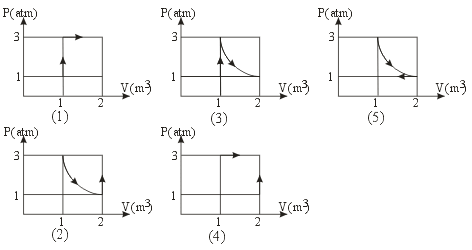 P(atm) P(atm) P(atm)
3 3 3
1 1 1
V(m3) V(m3) V(m3)
1 2 1 2 1 2
(1) (3) (5)
P(atm) P(atm)
3 3
1 1
V(m3) V(m3)
1 2 1 2
(2) (4)